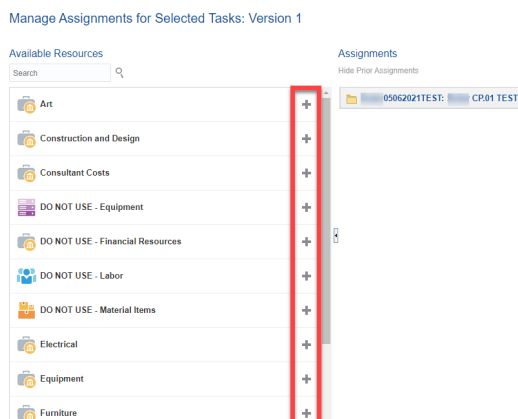 Manage Assignments for Selected Tasks: Version 1
Available Resources
Search
Art
Construction and Design
Consultant Costs
DO NOT USE - Equipment
DO NOT USE - Financial Resources
DO NOT USE - Labor
DO NOT USE - Material Items
Electrical
Equipment
Furniture
Assignments
Hide Prior Assignments
05062021TEST: CP.01 TEST